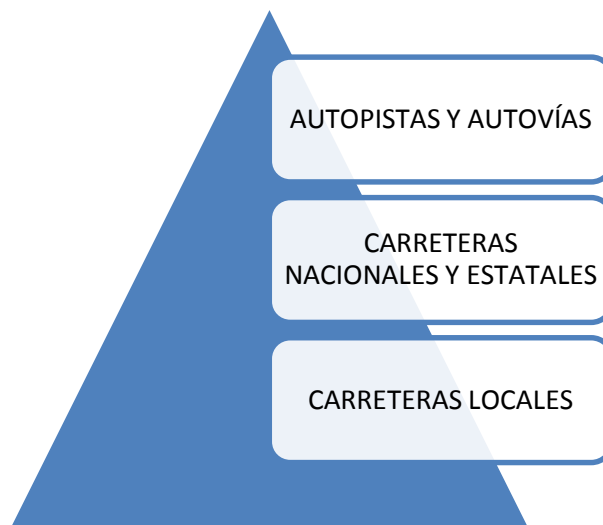 AUTOPISTAS Y AUTOVÍAS
CARRETERAS
NACIONALES Y ESTATALES
CARRETERAS LOCALES